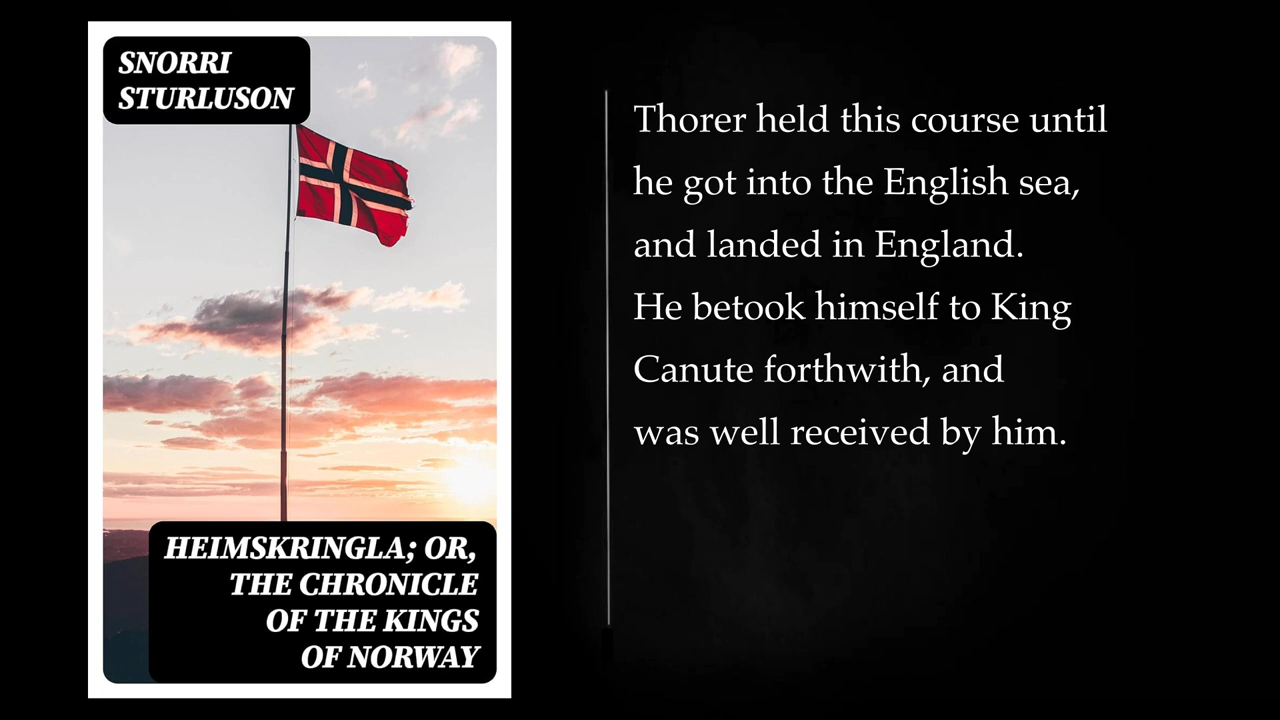 SNORRI
STURLUSON
HEIMSKRINGLA; OR,
THE CHRONICLE
OF THE KINGS
OF NORWAY
Thorer held this course until
he got into the English sea,
and landed in England.
He betook himself to King
Canute forthwith, and
was well received by him.